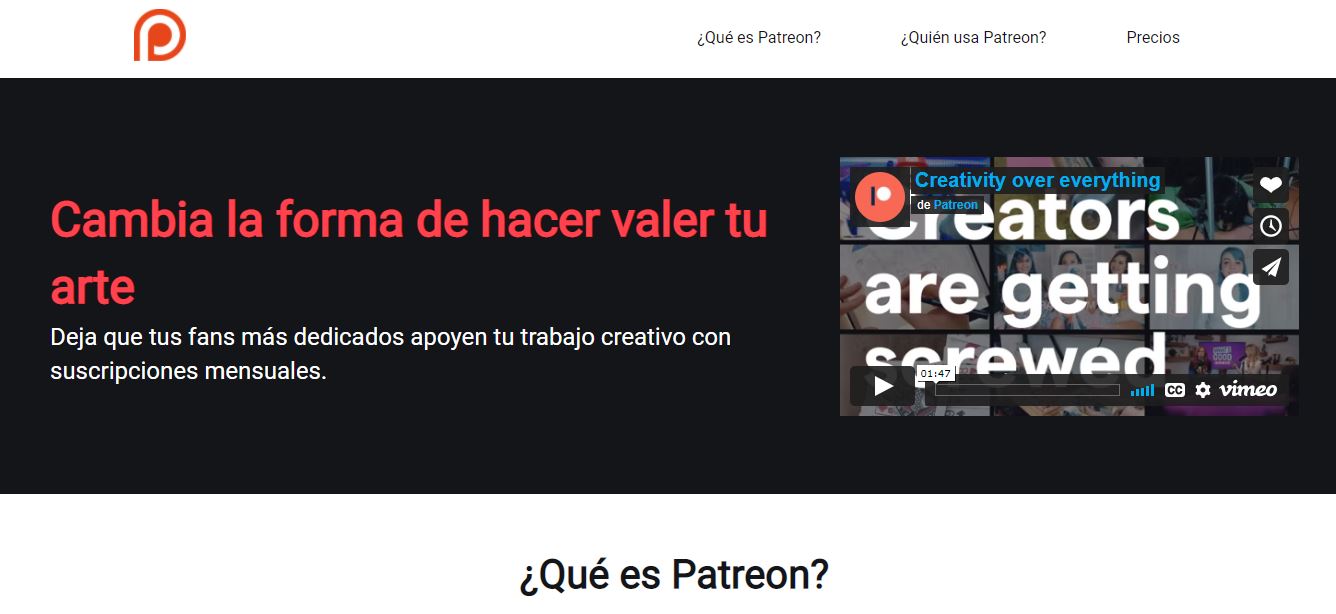 ¿Qué es Patreon?
¿Quién usa Patreon?
Precios
Cambia la forma de hacer valer tu
arte
Deja que tus fans más dedicados apoyen tu trabajo creativo con
suscripciones mensuales.
Creativity over everything
de Patreon
Creators
are getting
screwed
01:47
CC
vimeo
¿Qué es Patreon?